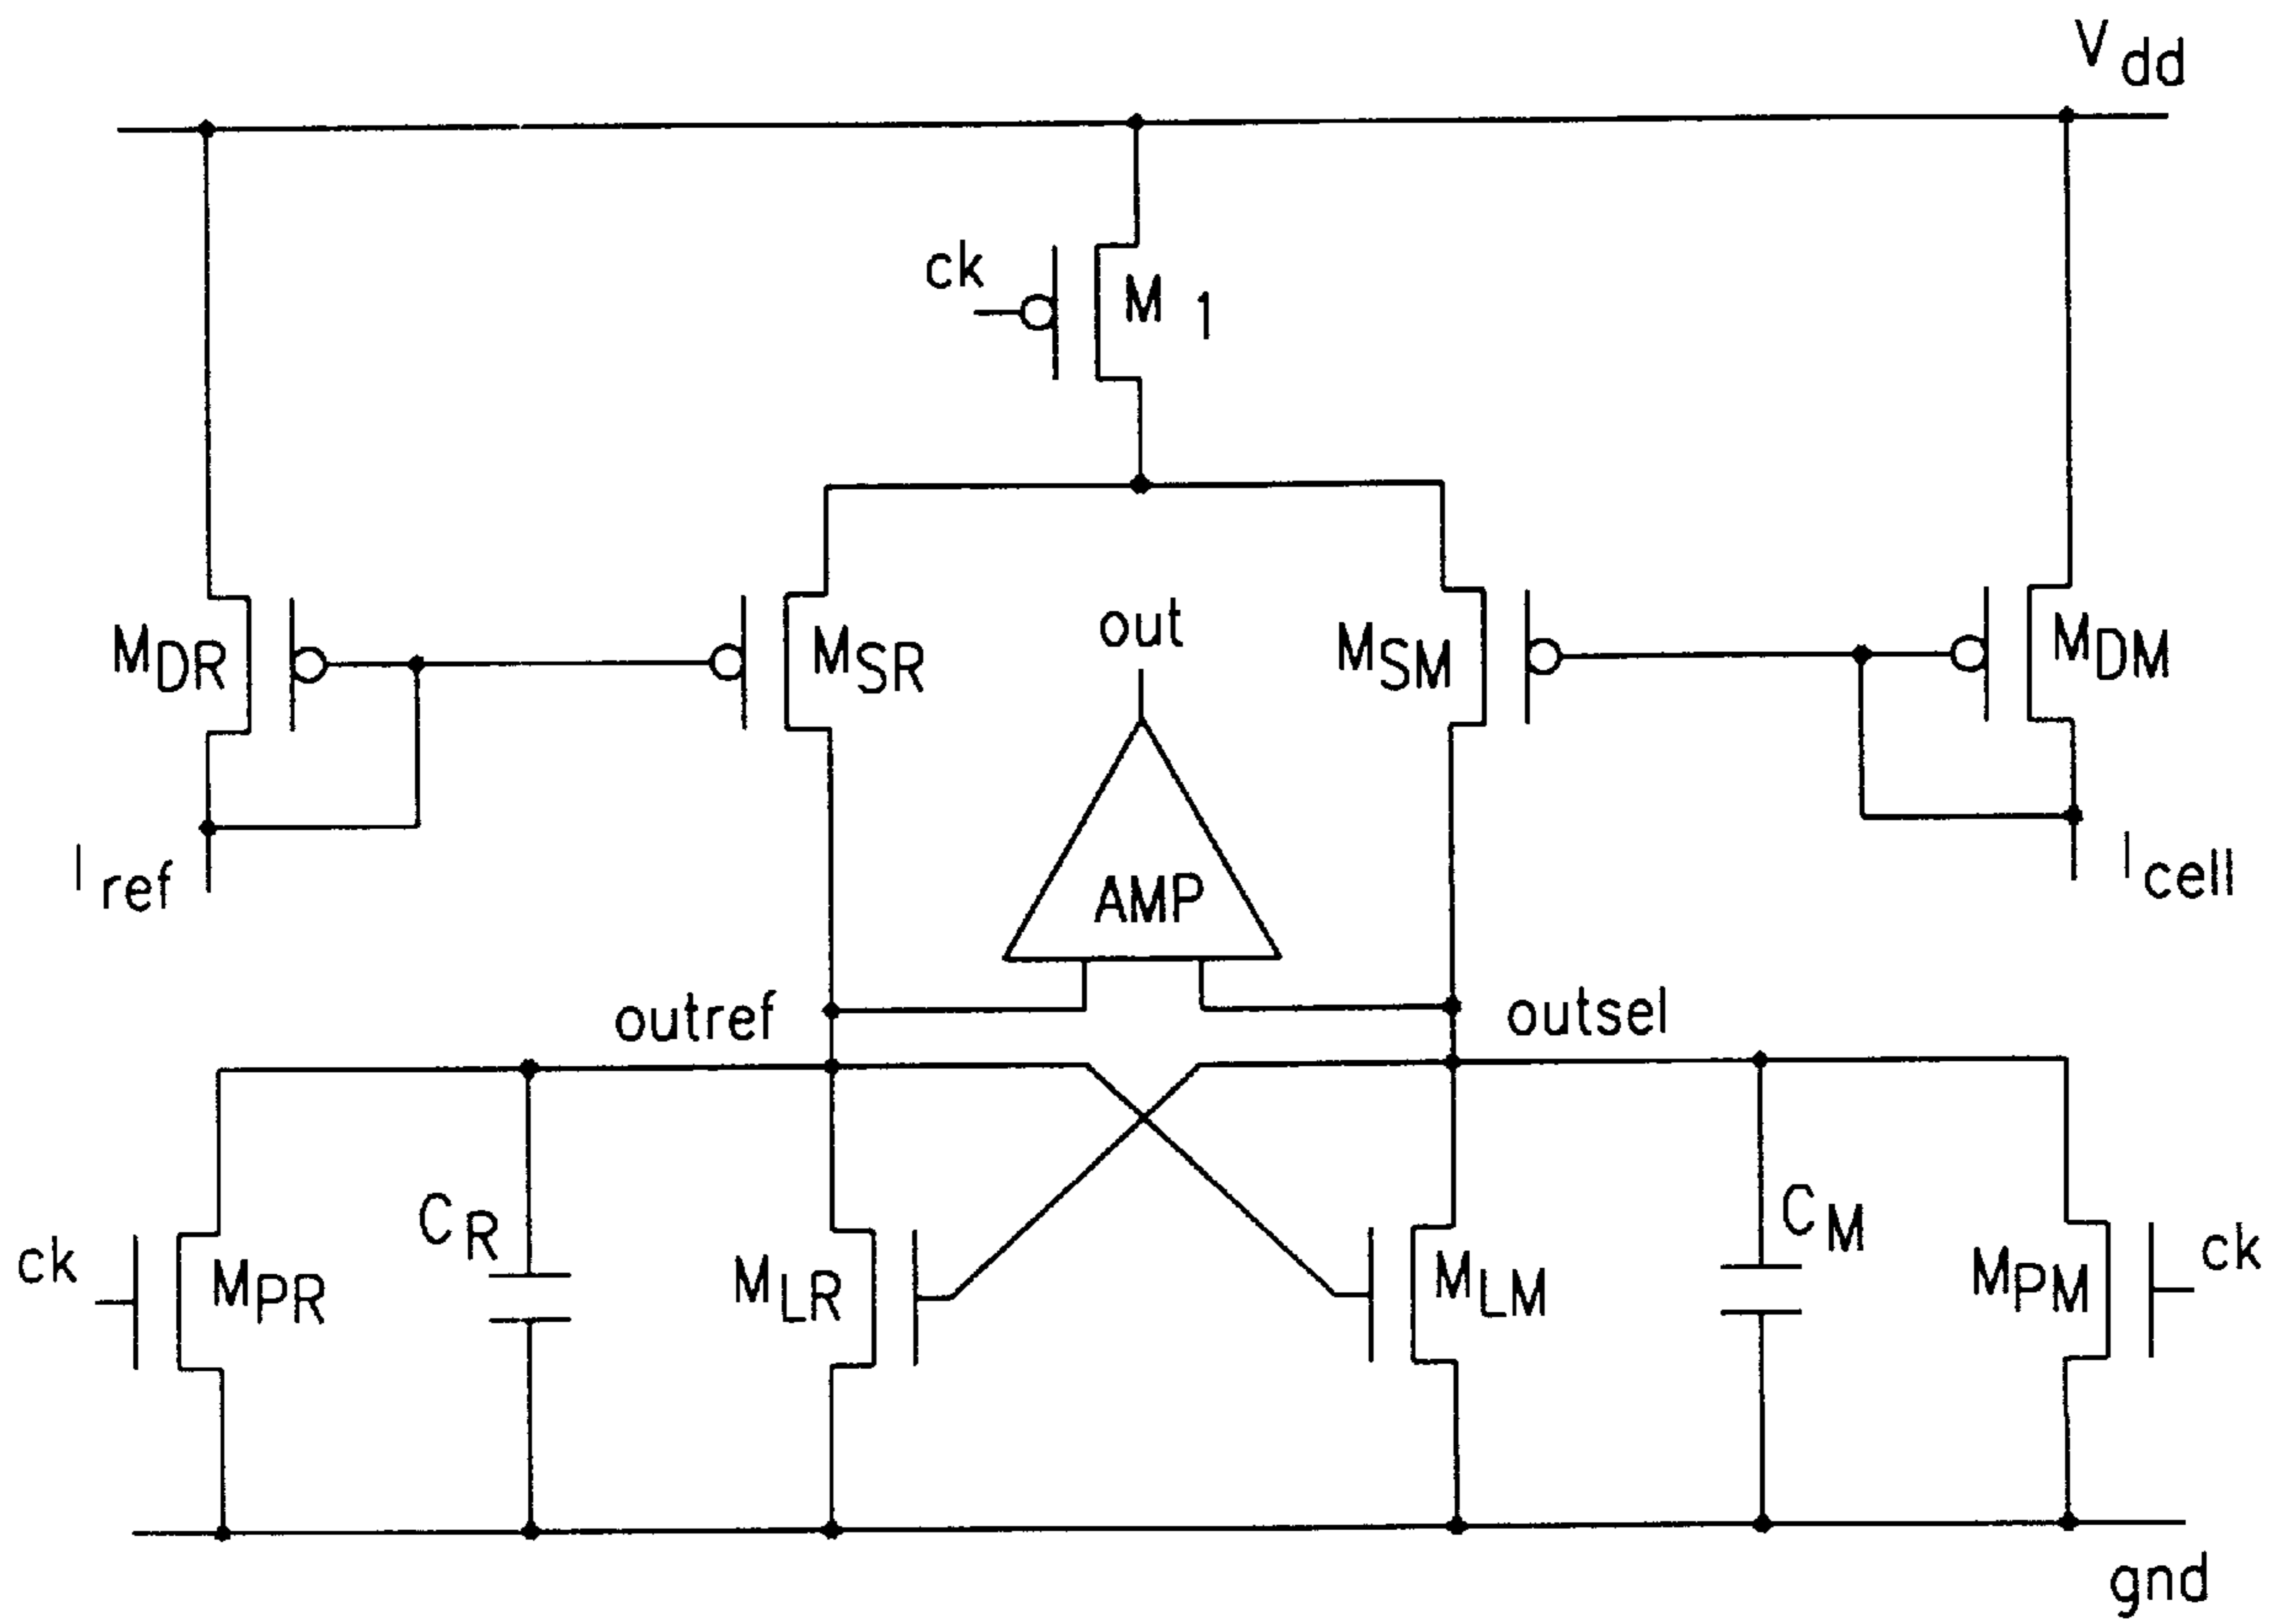 Vdd
ck
M1
MDR
MSR
out
MSM
MDM
Iref
AMP
Icell
outref
outsel
ck
MPR
CR
MLR
MLM
CM
MPM
ck
gnd